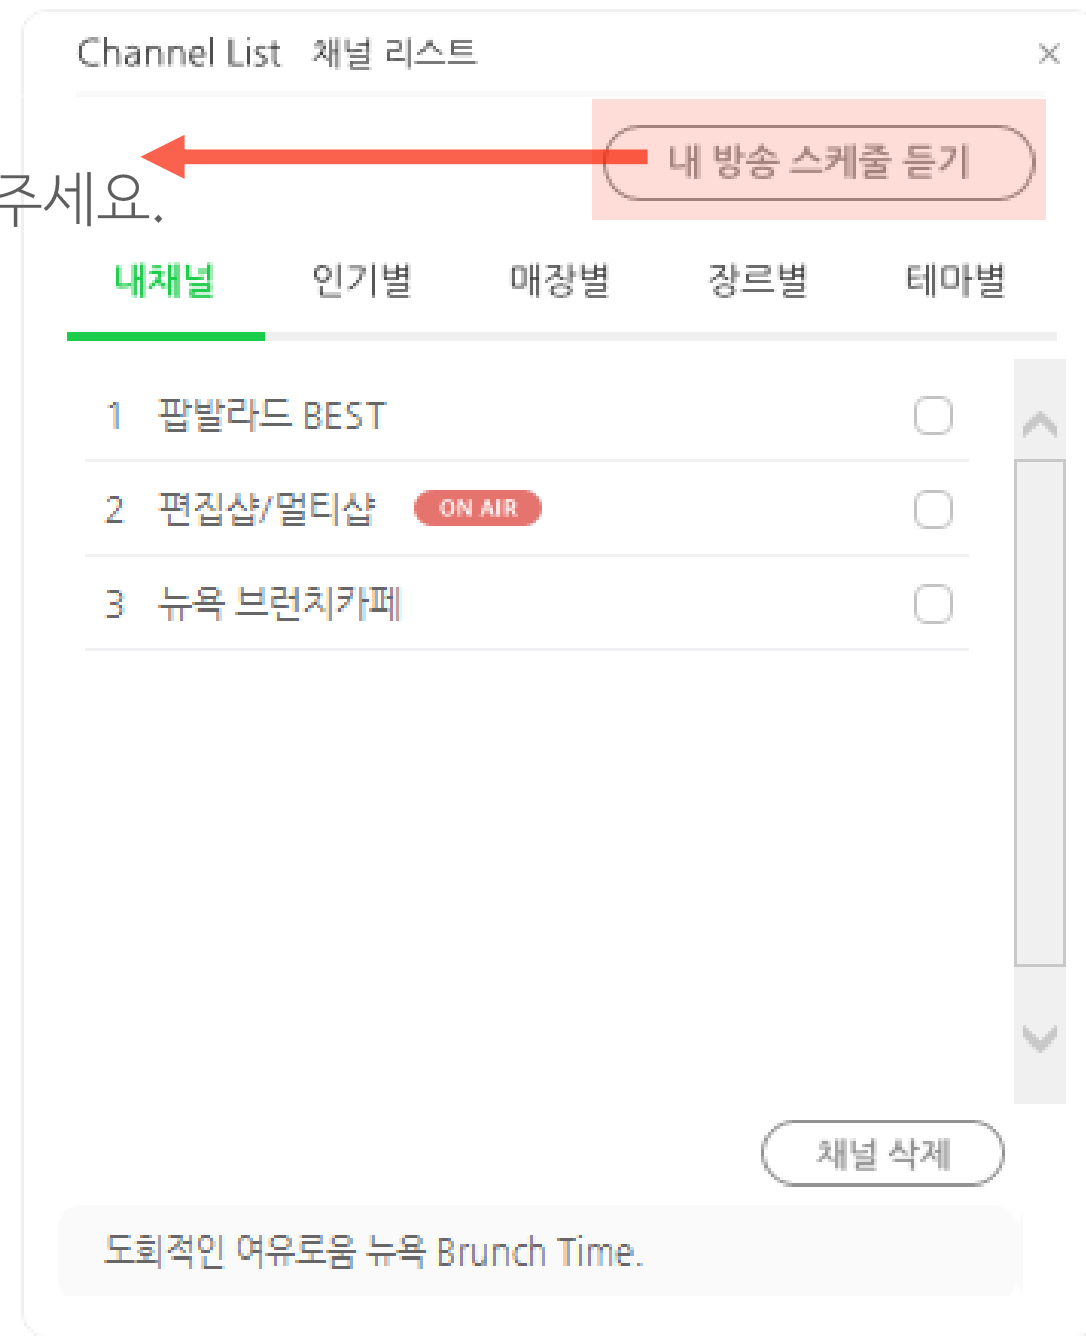 Channel List 채널 리스트
내 방송 스케줄 듣기
주세요.
내채널 인기별 매장별 장르별 테마별
1 팝발라드 BEST
2 편집샵/멀티샵 ON AIR
3 뉴욕 브런치카페
채널 삭제
도회적인 여유로움 뉴욕 Brunch Time.